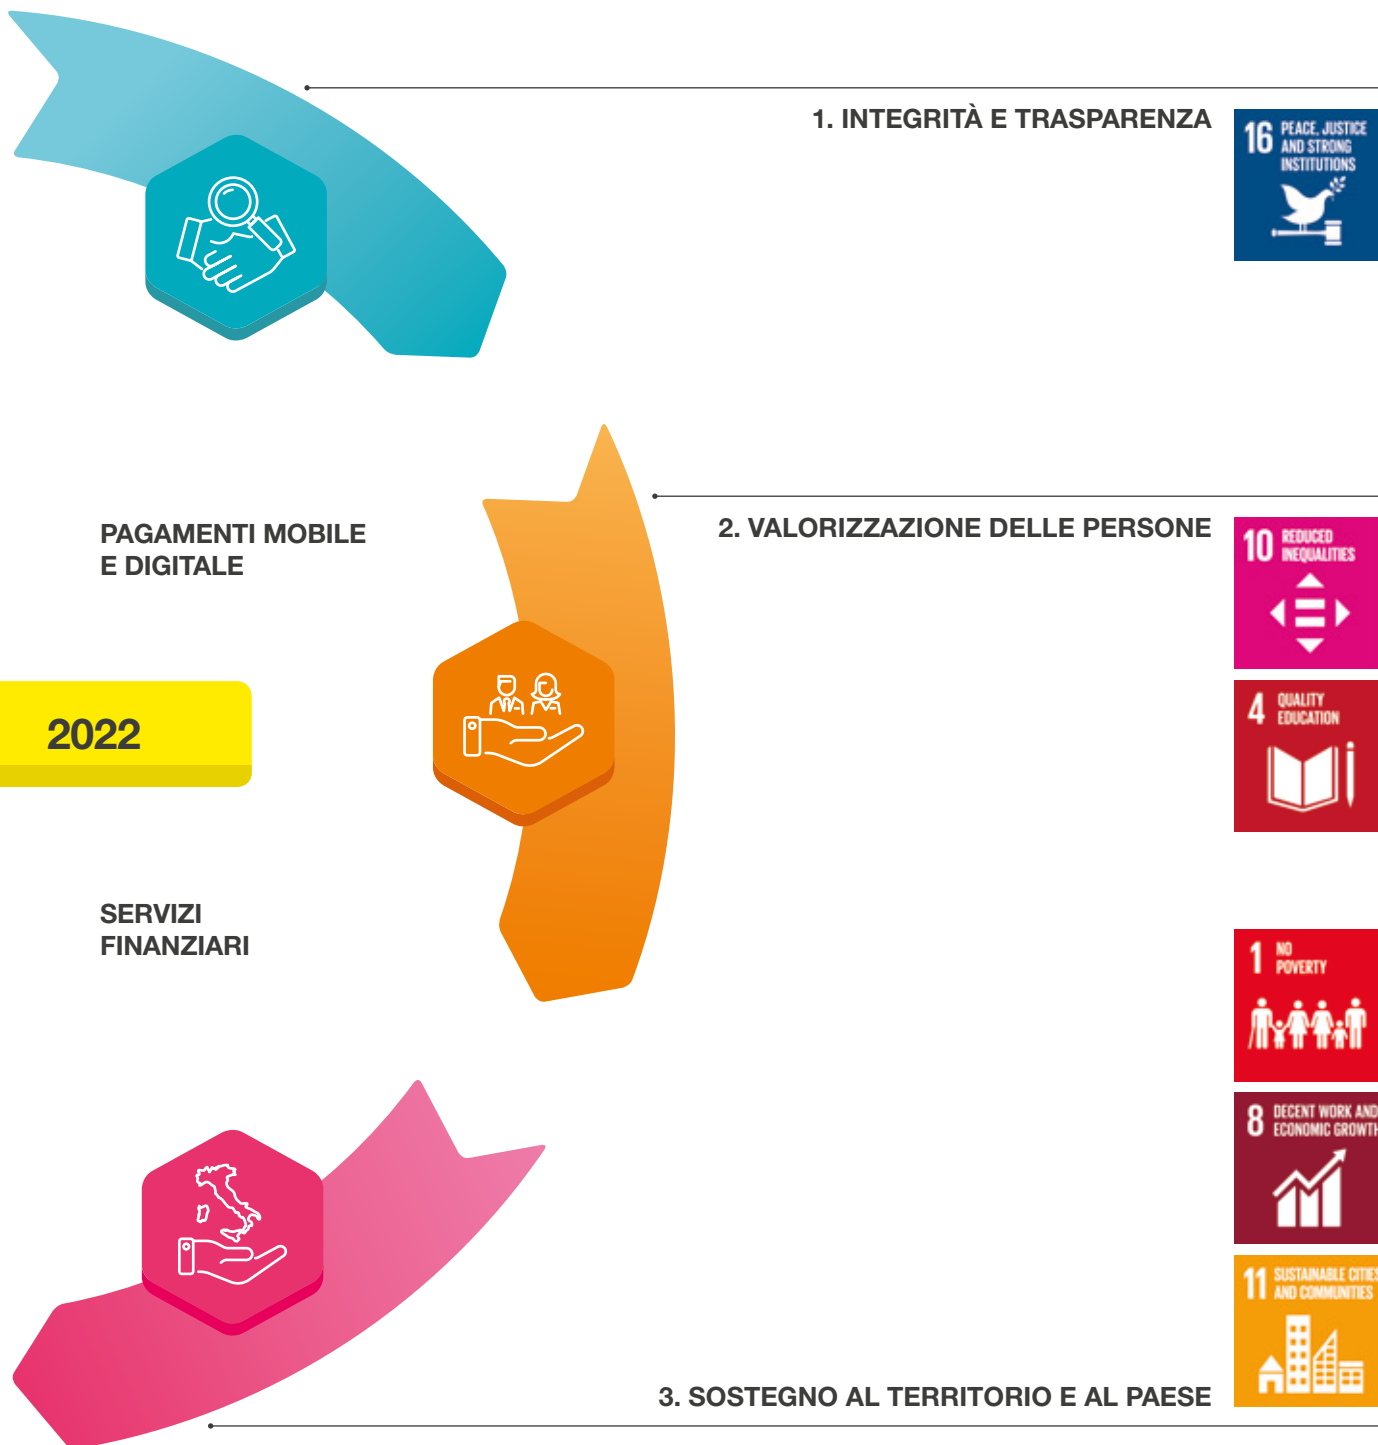 1. INTEGRITÀ E TRASPARENZA
16 PEACE, JUSTICE
AND STRONG
INSTITUTIONS
PAGAMENTI MOBILE
E DIGITALE
2. VALORIZZAZIONE DELLE PERSONE
10 REDUCED
INEQUALITIES
4 QUALITY
EDUCATION
2022
SERVIZI
FINANZIARI
1 NO
POVERTY
8 DECENT WORK AND
ECONOMIC GROWTH
11 SUSTAINABLE CITIES
AND COMMUNITIES
3. SOSTEGNO AL TERRITORIO E AL PAESE